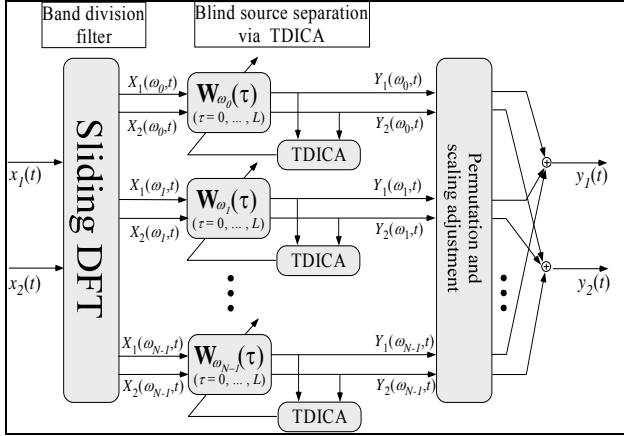 Band division
filter
Blind source separation
via TDICA
Sliding DFT
x1(t)
x2(t)
X1(ω0,t)
X2(ω0,t)
Wω0(τ)
(τ = 0, ... , L)
TDICA
Y1(ω0,t)
Y2(ω0,t)
X1(ω1,t)
X2(ω1,t)
Wω1(τ)
(τ = 0, ... , L)
TDICA
Y1(ω1,t)
Y2(ω1,t)
X1(ωN-1,t)
X2(ωN-1,t)
WωN-1(τ)
(τ = 0, ... , L)
TDICA
Y1(ωN-1,t)
Y2(ωN-1,t)
Permutation and
scaling adjustment
y1(t)
y2(t)